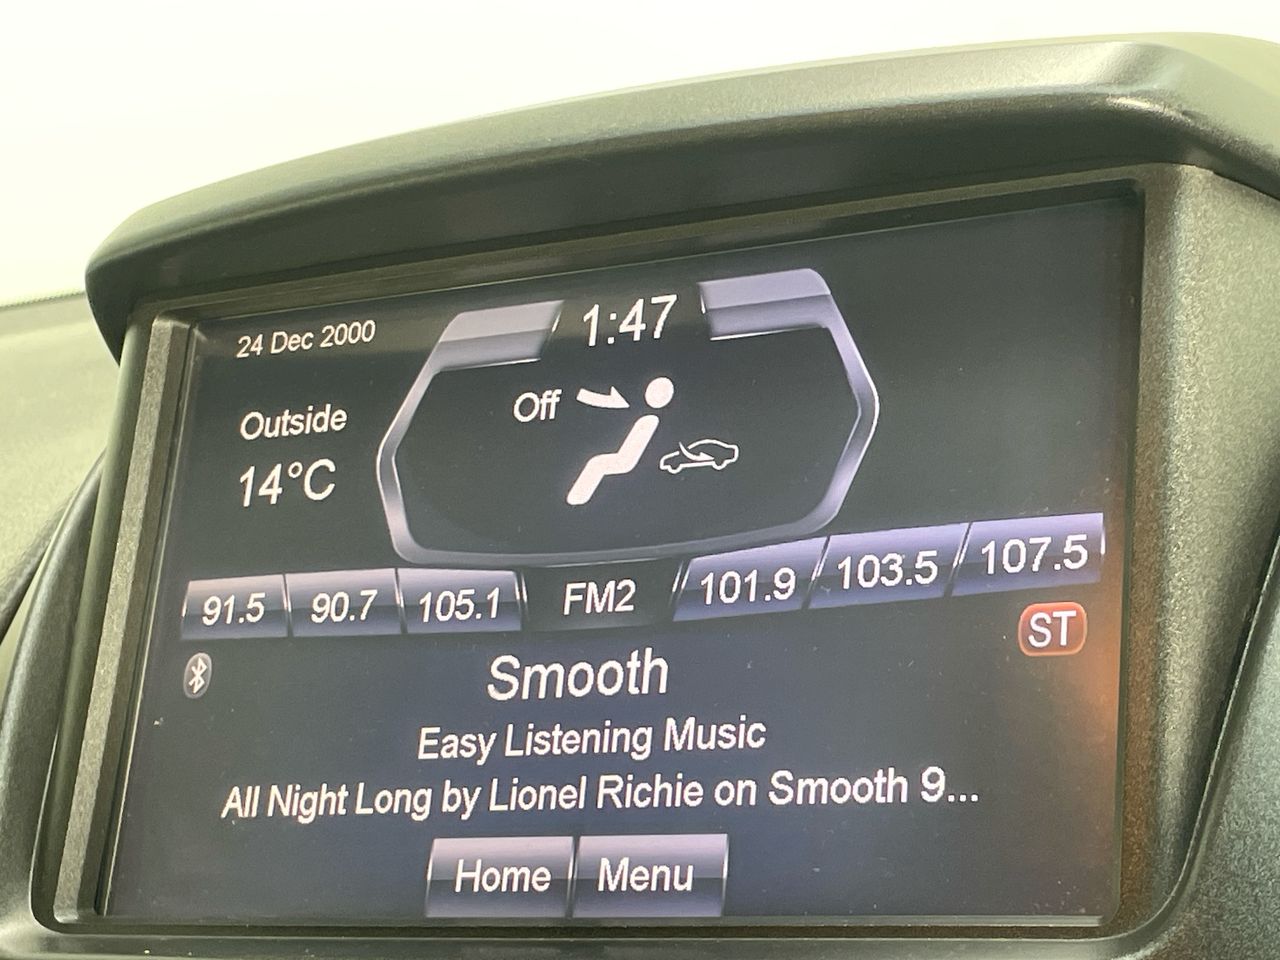 24 Dec 2000
1:47
Outside
14°C
Off
91.5 90.7 105.1 FM2 101.9 103.5 107.5
ST
Smooth
Easy Listening Music
All Night Long by Lionel Richie on Smooth 9...
Home Menu